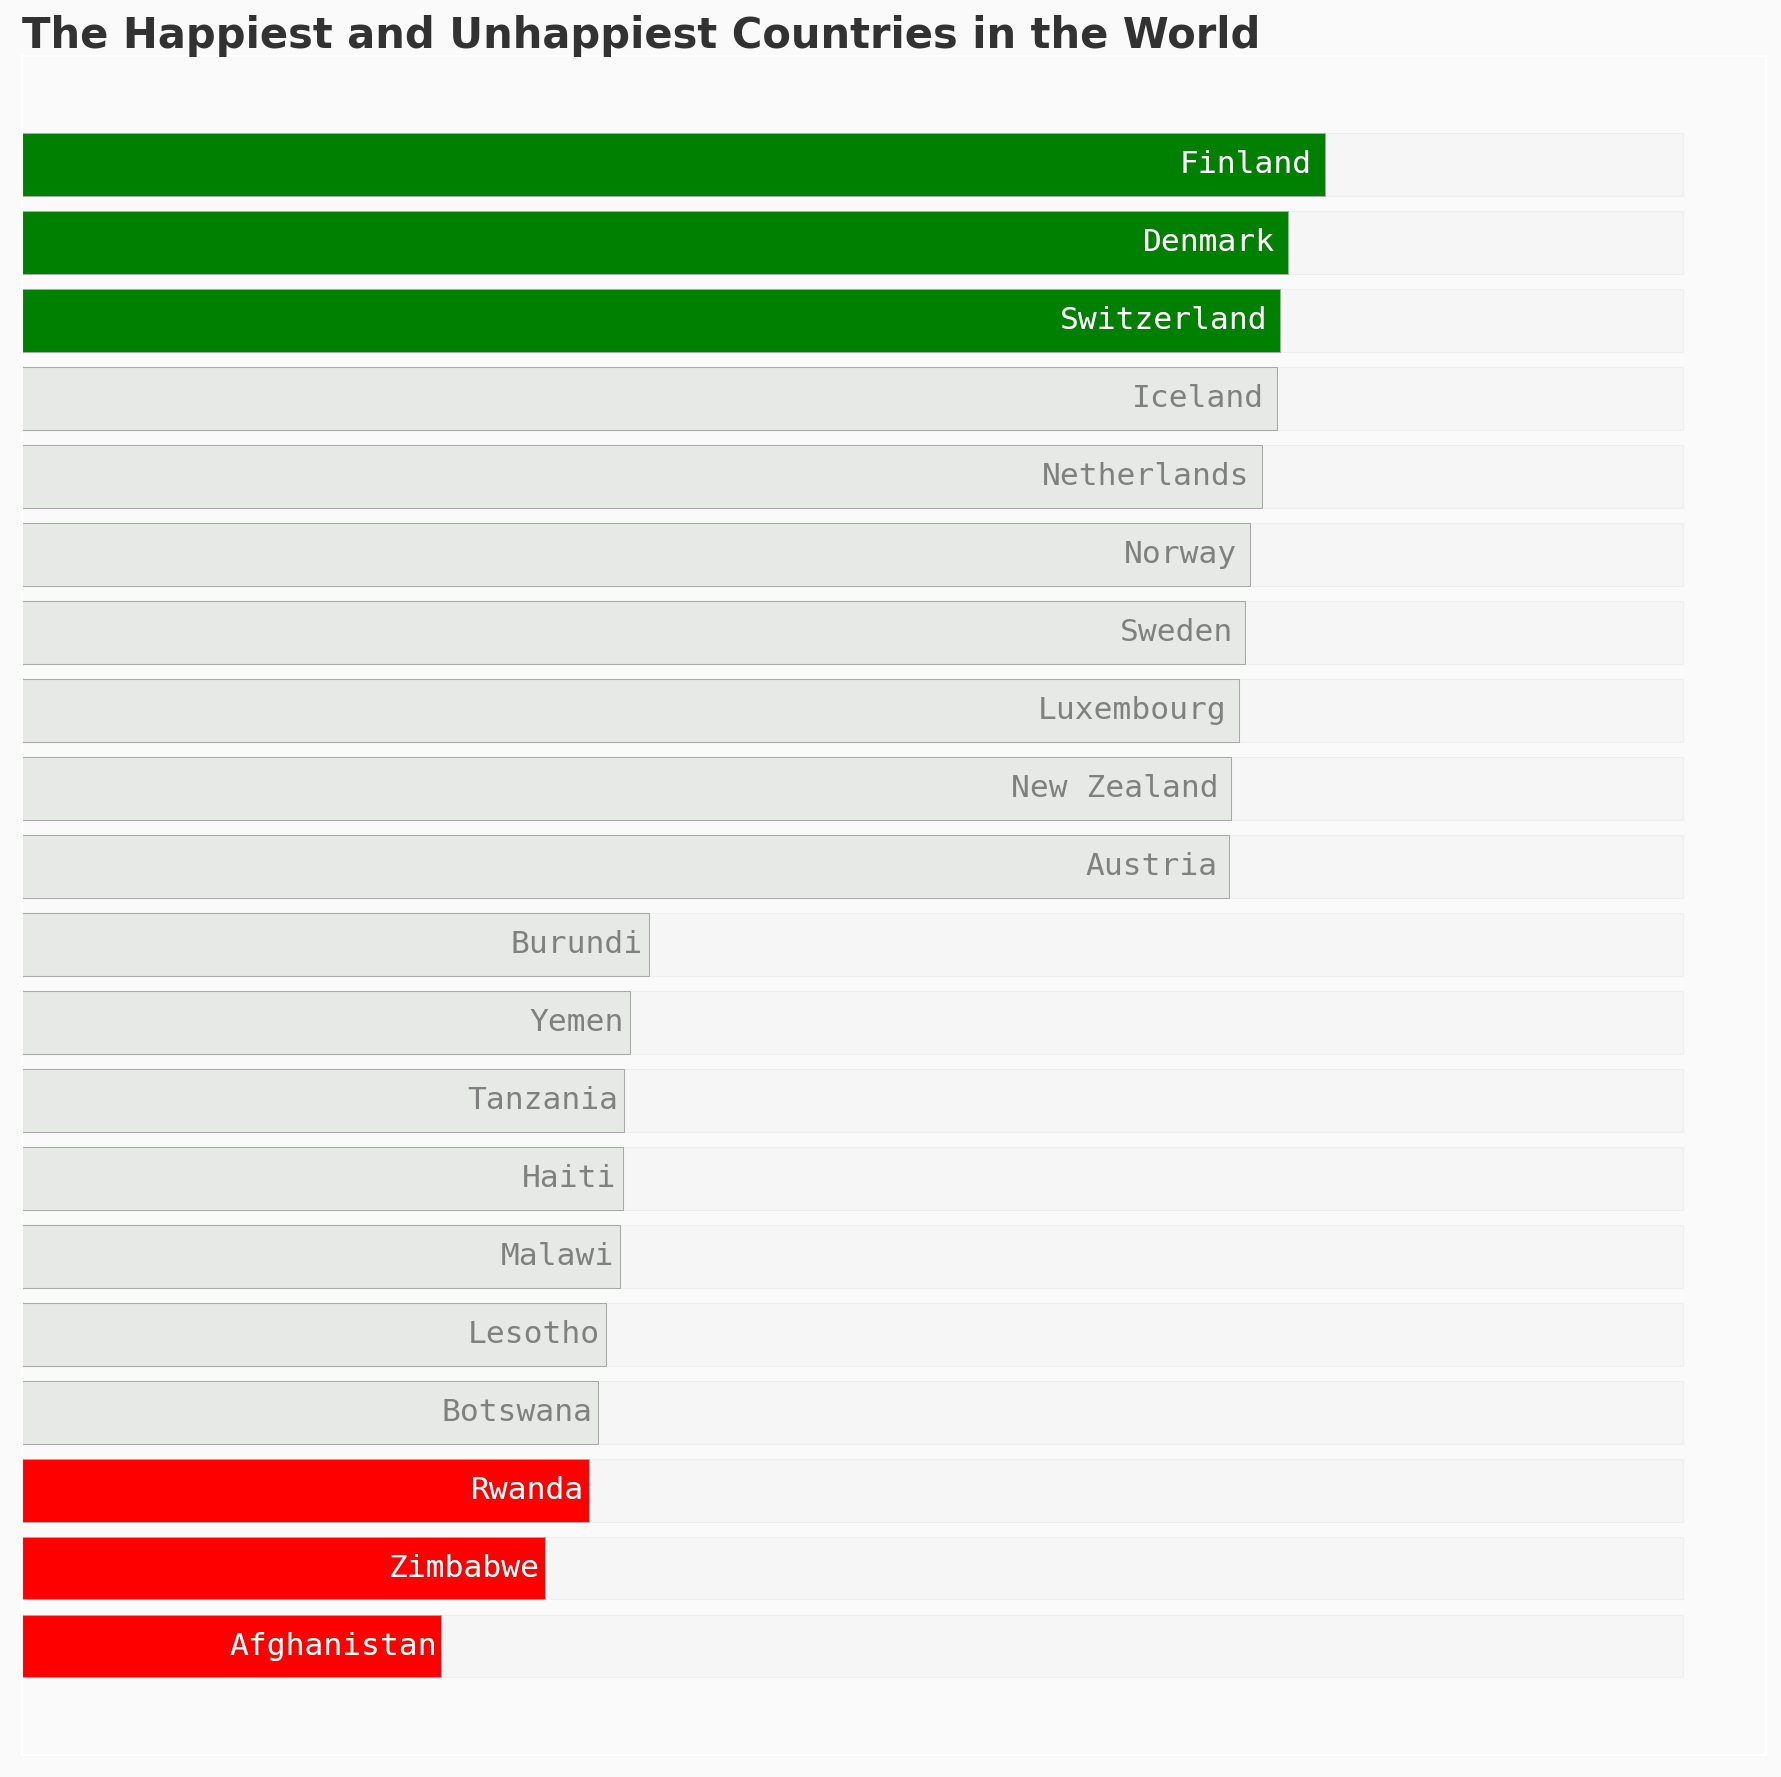 The Happiest and Unhappiest Countries in the World
Finland
Denmark
Switzerland
Iceland
Netherlands
Norway
Sweden
Luxembourg
New Zealand
Austria
Burundi
Yemen
Tanzania
Haiti
Malawi
Lesotho
Botswana
Rwanda
Zimbabwe
Afghanistan